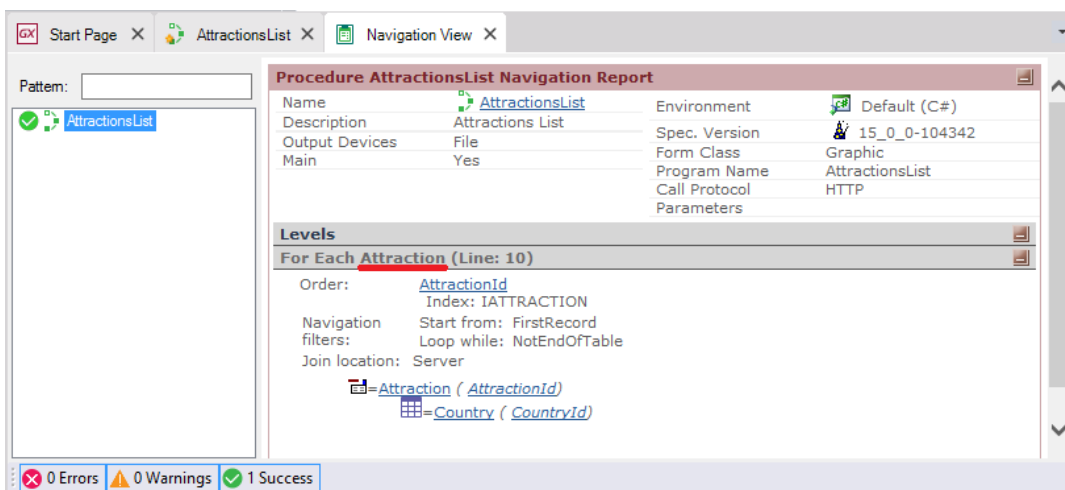 GX Start Page X AttractionsList X Navigation View X
Pattern:
AttractionsList
Procedure AttractionsList Navigation Report
Name AttractionsList
Description Attractions List
Output Devices File
Main Yes
Environment Default (C#)
Spec. Version 15_0_0-104342
Form Class Graphic
Program Name AttractionsList
Call Protocol HTTP
Parameters
Levels
For Each Attraction (Line: 10)
Order: AttractionId
Index: IATTRACTION
Navigation Start from: FirstRecord
filters: Loop while: NotEndOfTable
Join location: Server
=Attraction ( AttractionId)
=Country ( CountryId)
0 Errors 0 Warnings 1 Success